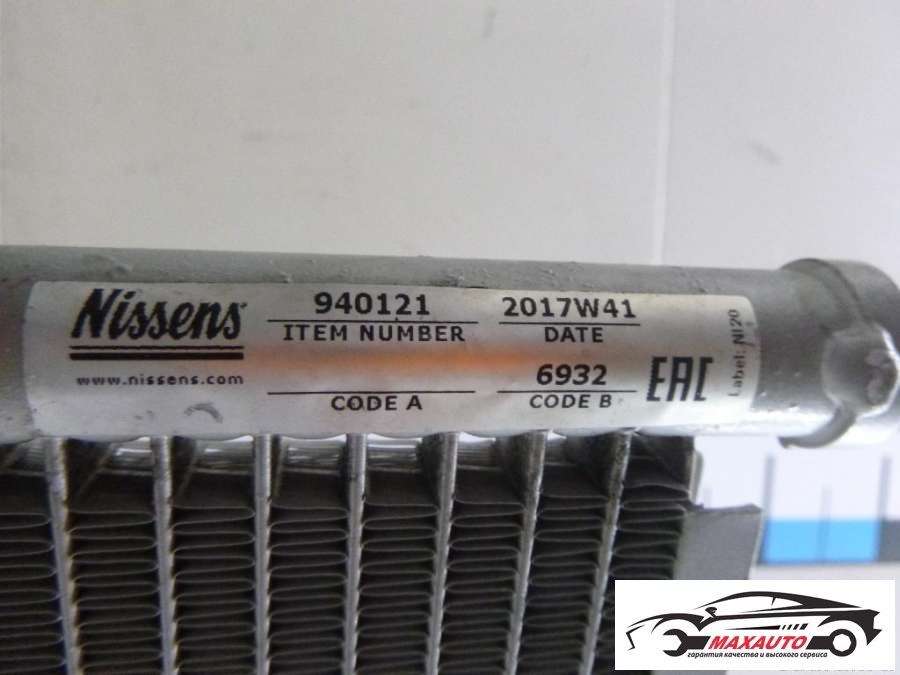 Nissens
www.nissens.com
940121
ITEM NUMBER
2017W41
DATE
CODE A
6932
CODE B
EAC
Label: NI20
MAXAUTO
гарантия качества и высокого сервиса